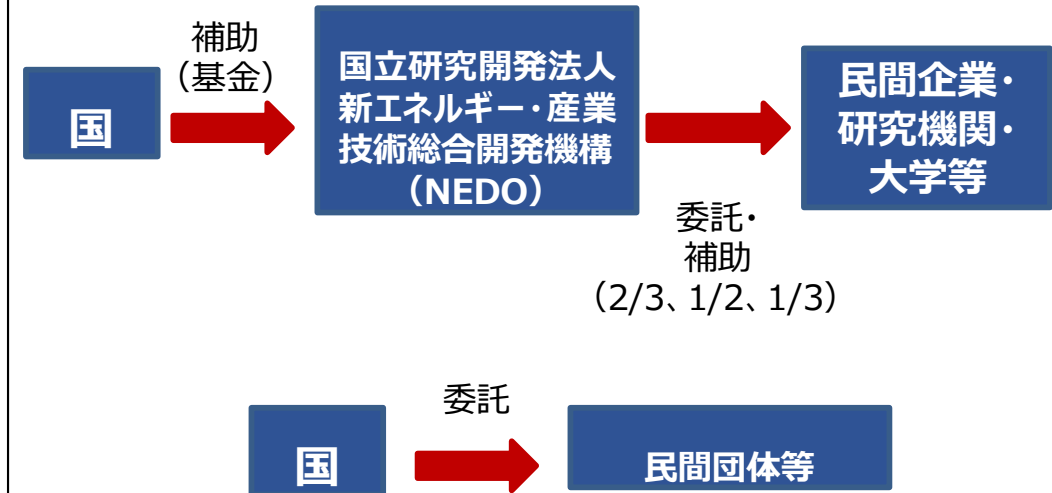 補助
（基金）
国
国立研究開発法人
新エネルギー・産業
技術総合開発機構
（NEDO）
民間企業・
研究機関・
大学等
委託・
補助
（2/3、1/2、1/3）
委託
国
民間団体等